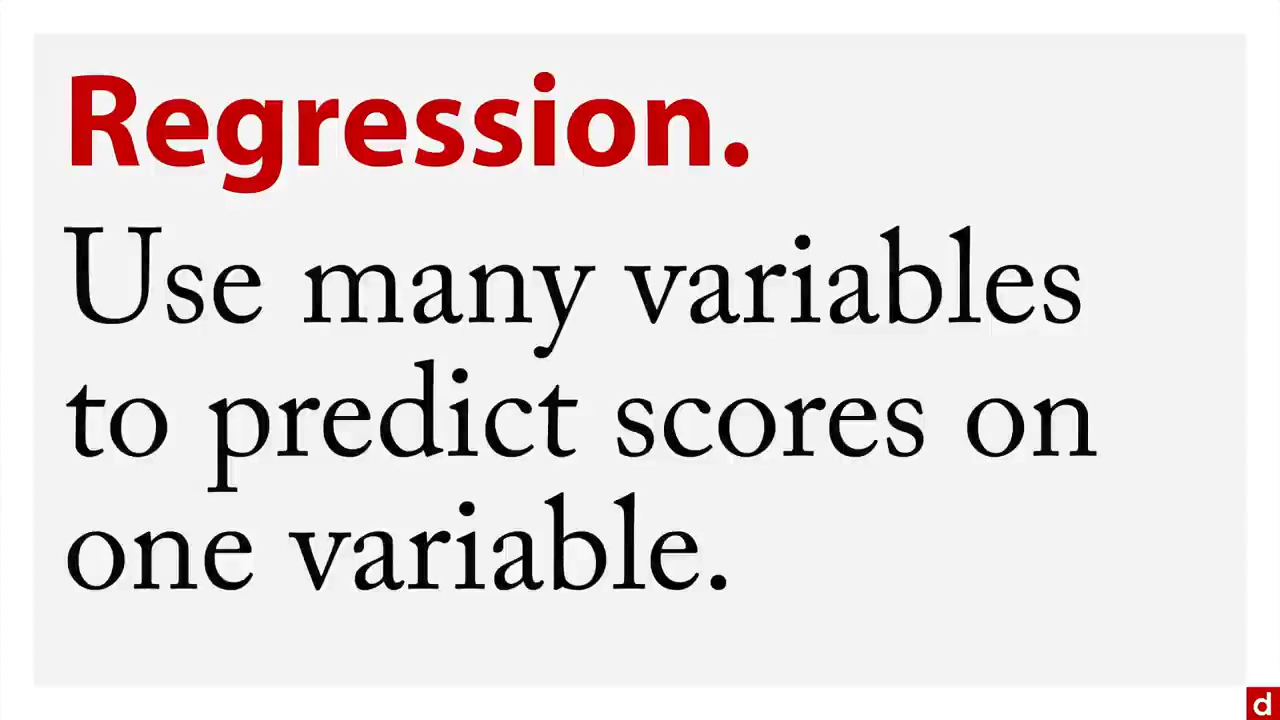 Regression.
Use many variables
to predict scores on
one variable.
d